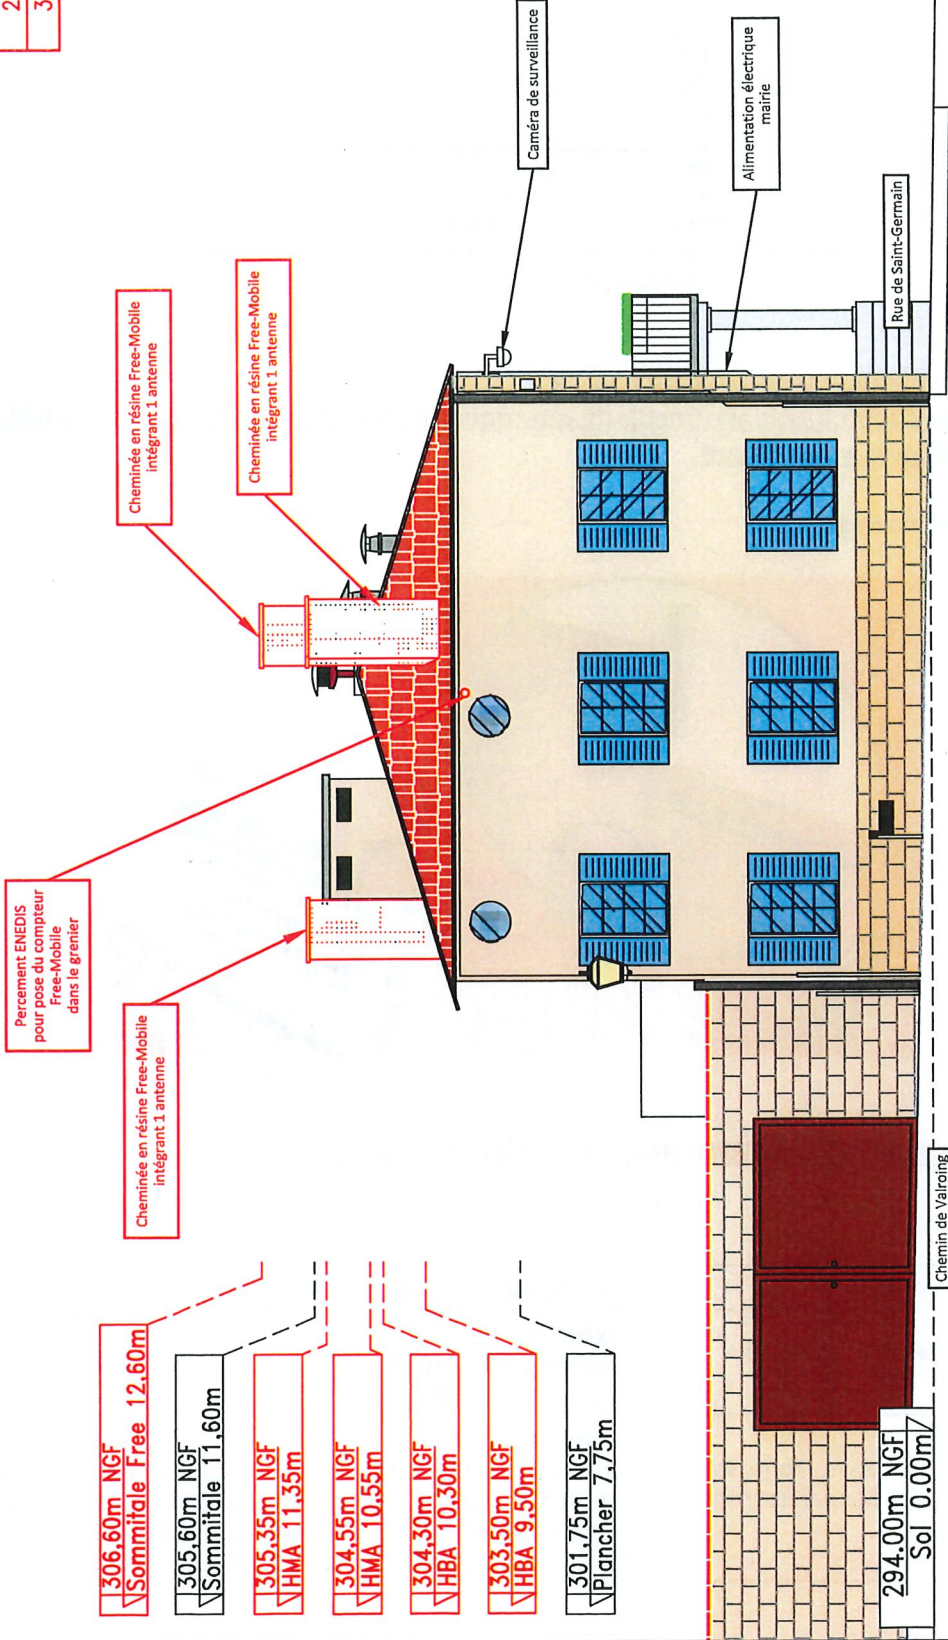 2
3
Cheminée en résine Free-Mobile
intégrant 1 antenne
Cheminée en résine Free-Mobile
intégrant 1 antenne
Caméra de surveillance
Alimentation électrique
mairie
Rue de Saint-Germain
Percement ENEDIS
pour pose du compteur
Free-Mobile
dans le grenier
Cheminée en résine Free-Mobile
intégrant 1 antenne
306,60m NGF
Sommitale Free 12,60m
305,60m NGF
Sommitale 11,60m
305,35m NGF
HMA 11,35m
304,55m NGF
HMA 10,55m
304,30m NGF
HBA 10,30m
303,50m NGF
HBA 9,50m
301,75m NGF
Plancher 7,75m
294.00m NGF
Sol 0.00m
Chemin de Valroing